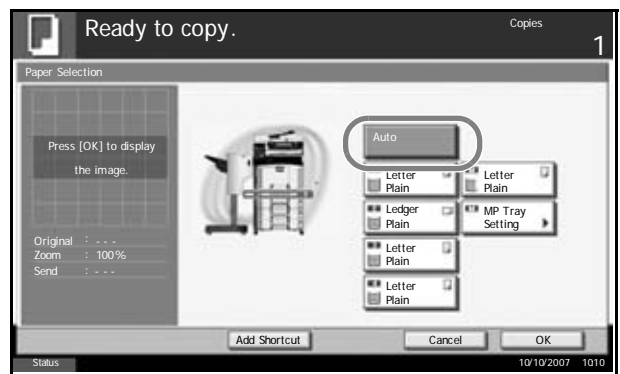 Ready to copy.
Copies
1
Paper Selection
Press [OK] to display
the image.
Original : - - -
Zoom : 100%
Send : - - -
Auto
Letter
Plain
Letter
Plain
Ledger
Plain
MP Tray
Setting
Letter
Plain
Letter
Plain
Add Shortcut
Cancel
OK
Status
10/10/2007 10:10